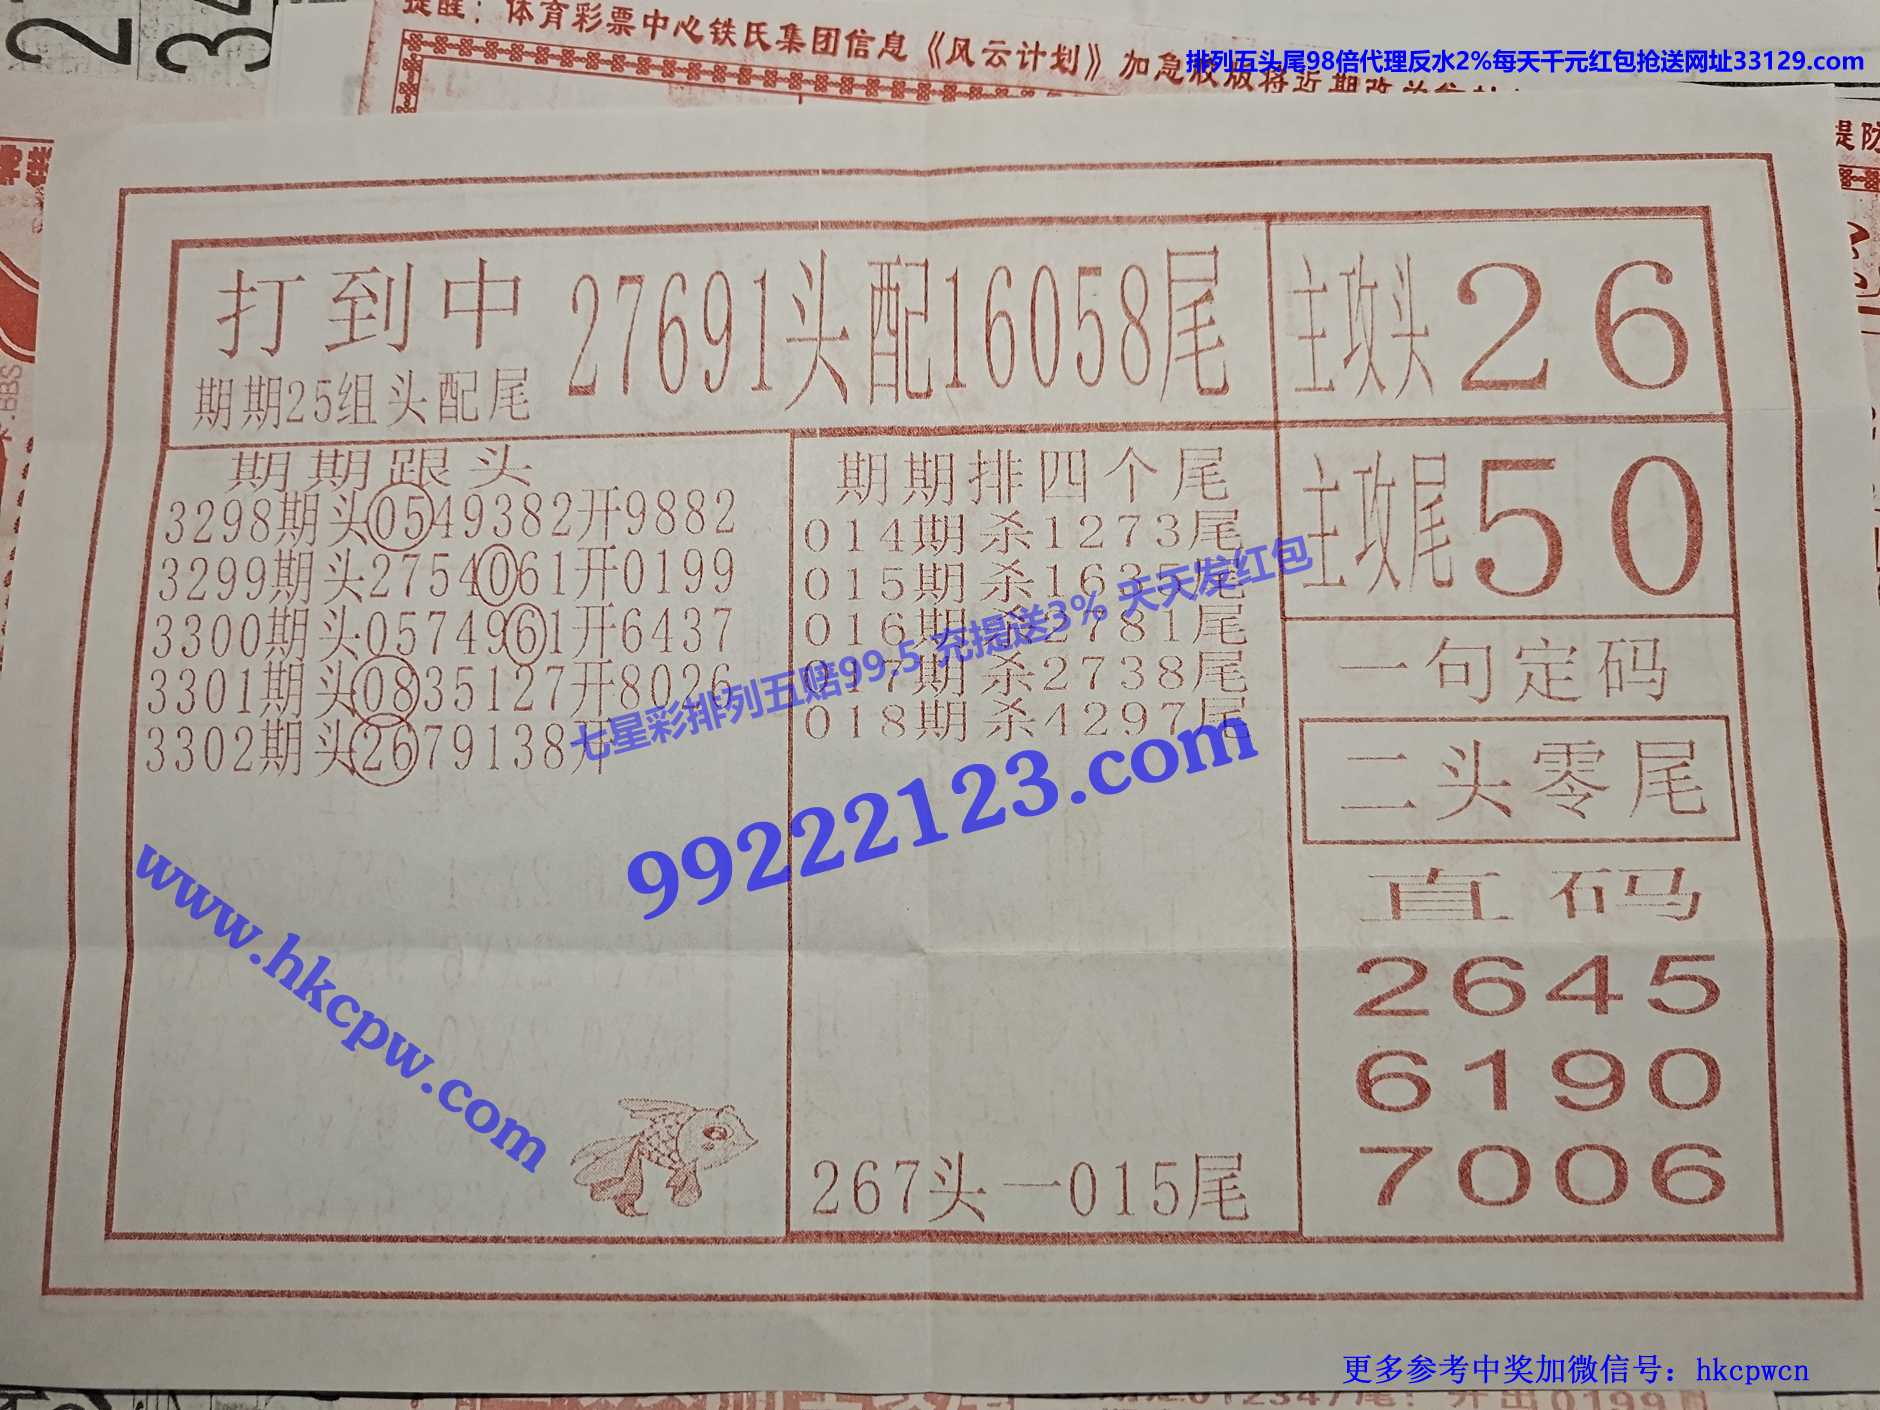 提醒：体育彩票中心铁氏集团信息《风云计划》加急
排列五头尾98倍代理反水2%每天千元红包抢送网址33129.com
提防
打到中
期期25组头配尾
27691头配16058尾
主攻头26
期期跟头
3298期头0549382开9882
3299期头2754061开0199
3300期头0574961开6437
3301期头0835127开8026
3302期头2679138开
期期排四个尾
014期杀1273尾
015期杀1635尾
016期杀2781尾
017期杀2738尾
018期杀4297尾
267头一015尾
主攻尾50
一句定码
二头零尾
直码
2645
6190
7006
七星彩排列五赔99.5 充提送3% 天天发红包
99222123.com
www.hkcpw.com
更多参考中奖加微信号：hkcpwcn